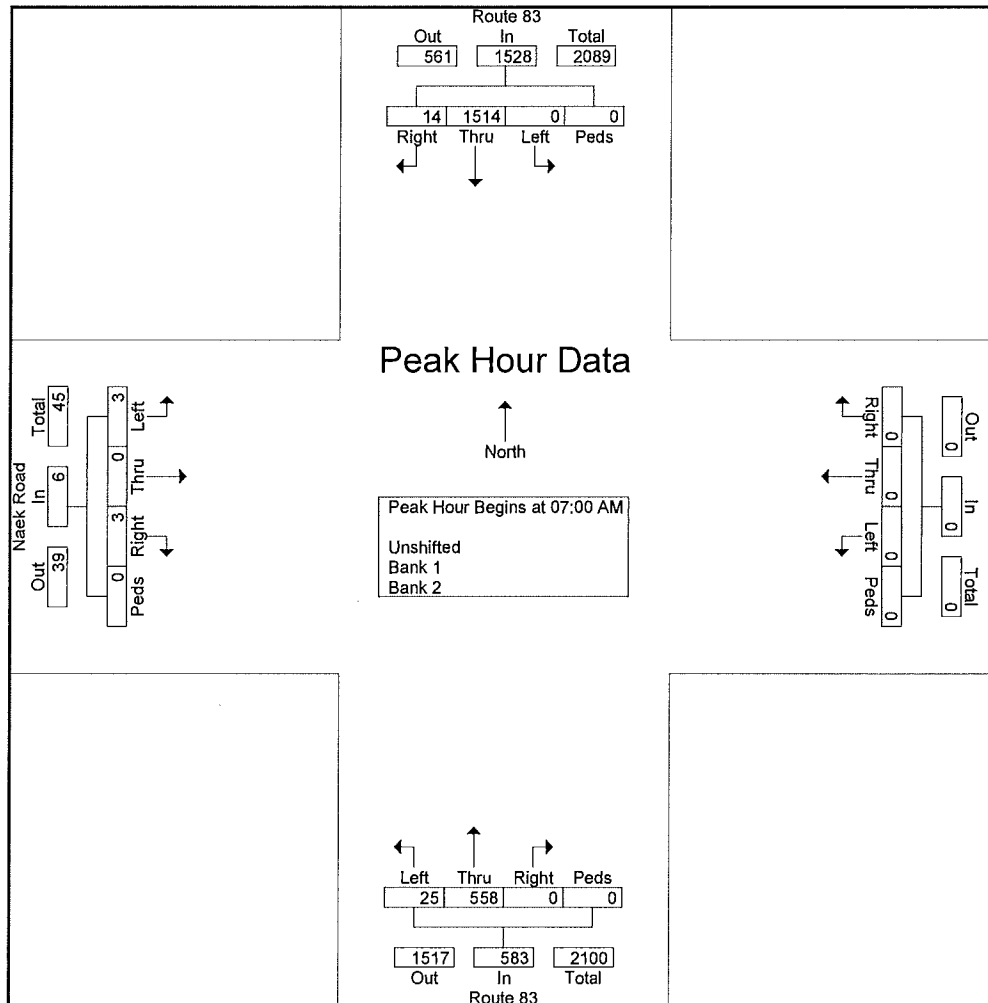 Route 83
Out In Total
561 1528 2089
14 1514 0 0
Right Thru Left Peds
Peak Hour Data
North
Peak Hour Begins at 07:00 AM
Unshifted
Bank 1
Bank 2
Naek Road
Out In Total
39 6 45
3 0 3 0
Left Thru Right Peds
Right Thru Left Peds
0 0 0 0
Out In Total
0 0 0
Left Thru Right Peds
25 558 0 0
1517 583 2100
Out In Total
Route 83